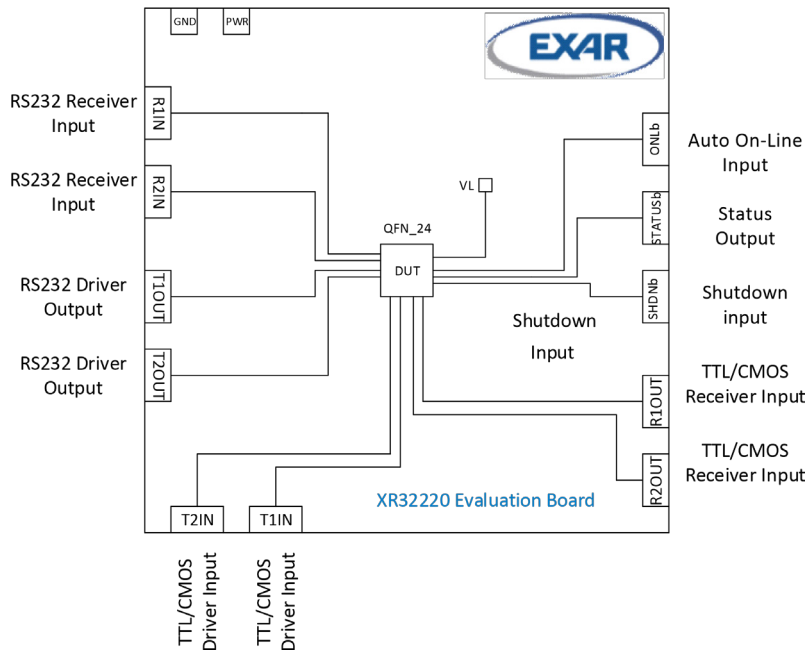 GND
PWR
EXAR
RS232 Receiver
Input
R1IN
RS232 Receiver
Input
R2IN
RS232 Driver
Output
T1OUT
RS232 Driver
Output
T2OUT
VL
QFN_24
DUT
ONLb
Auto On-Line
Input
STATUSb
Status
Output
SHDNb
Shutdown
input
Shutdown
Input
R1OUT
TTL/CMOS
Receiver Input
R2OUT
TTL/CMOS
Receiver Input
XR32220 Evaluation Board
T2IN
T1IN
TTL/CMOS
Driver Input
TTL/CMOS
Driver Input